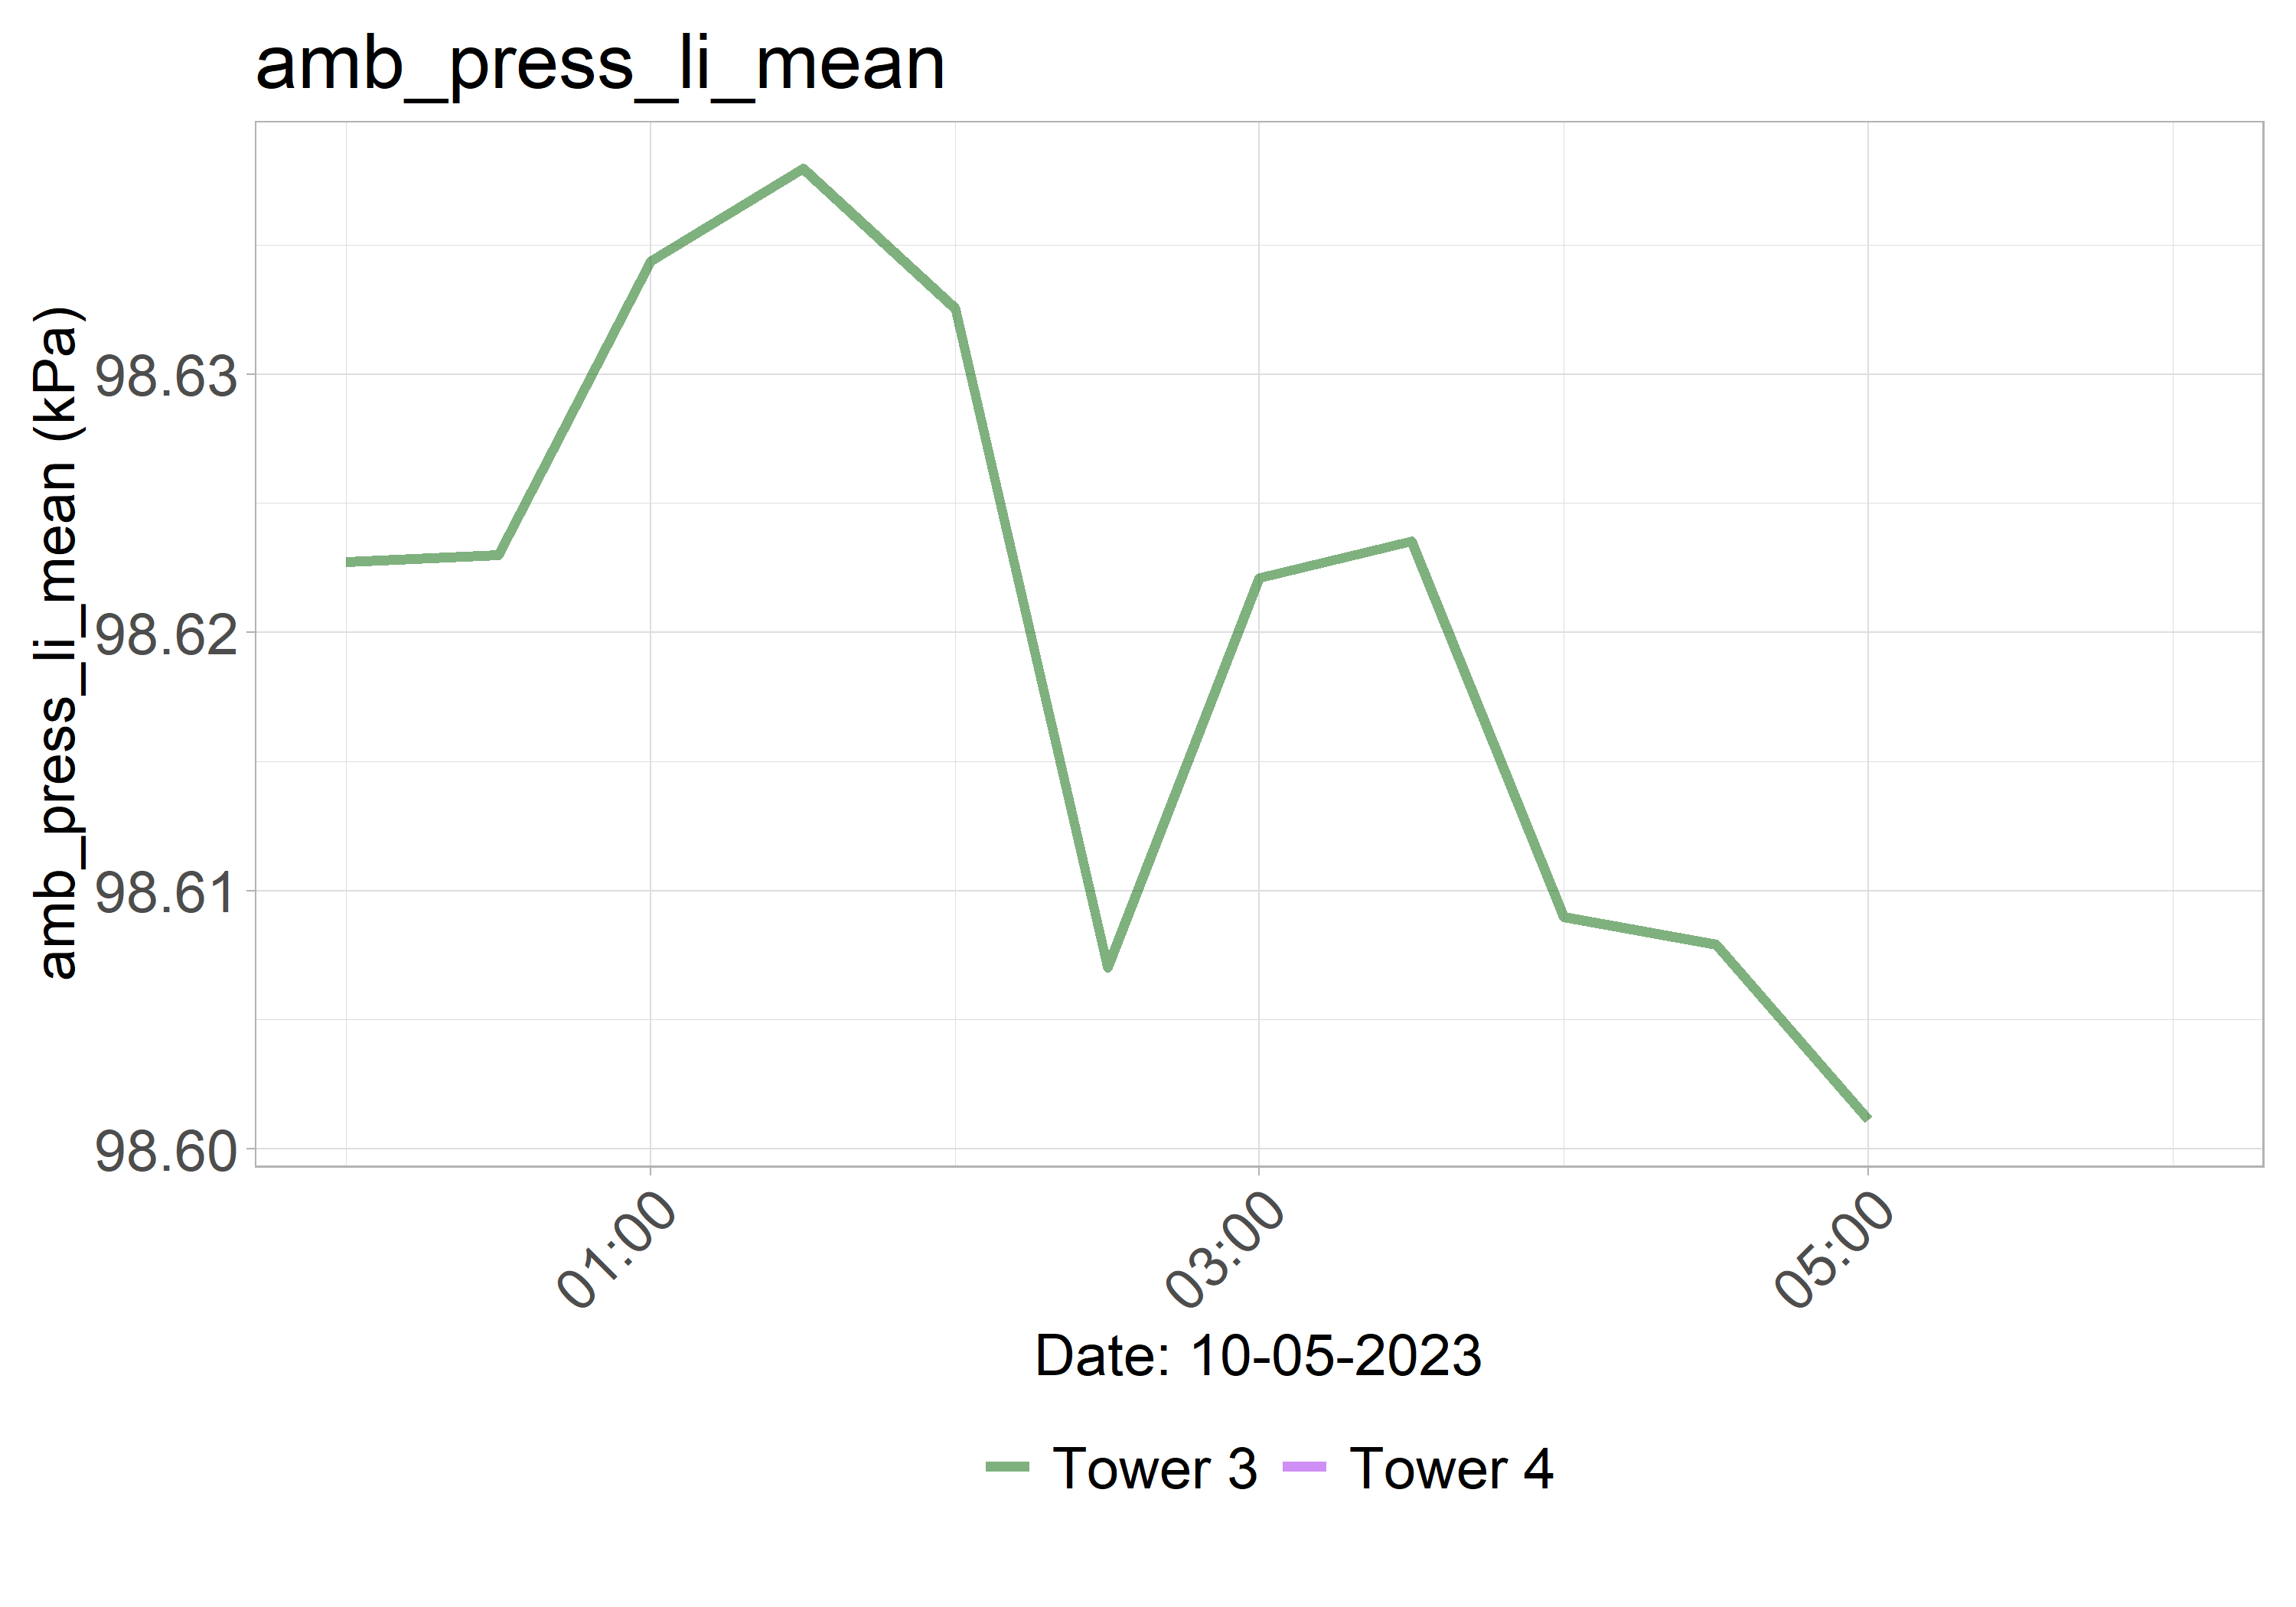 amb_press_li_mean
amb_press_li_mean (kPa)
98.63
98.62
98.61
98.60
01:00
03:00
05:00
Date: 10-05-2023
Tower 3
Tower 4